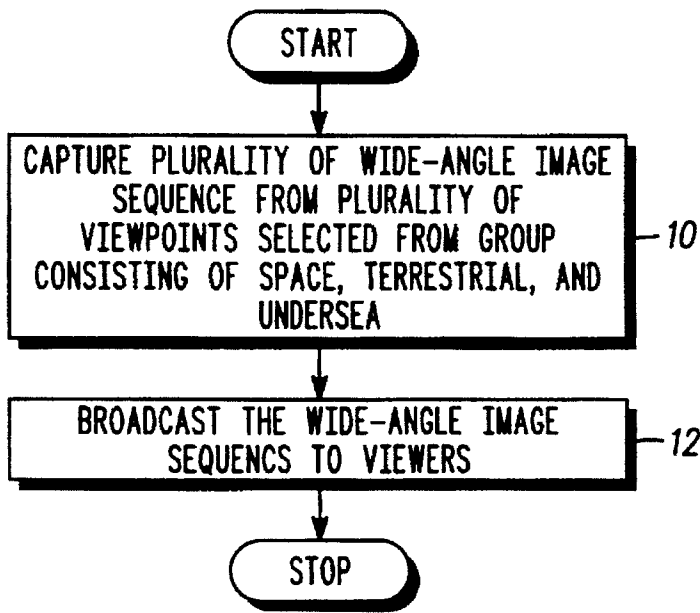 START
CAPTURE PLURALITY OF WIDE-ANGLE IMAGE
SEQUENCE FROM PLURALITY OF
VIEWPOINTS SELECTED FROM GROUP
CONSISTING OF SPACE, TERRESTRIAL, AND
UNDERSEA
10
BROADCAST THE WIDE-ANGLE IMAGE
SEQUENCS TO VIEWERS
12
STOP